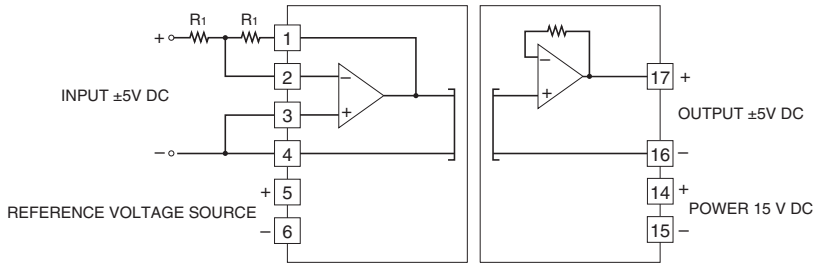 R1 R1
+ 1
2 −
INPUT ±5V DC
3 +
− 4
+ 5
REFERENCE VOLTAGE SOURCE
− 6
−
17 +
+
OUTPUT ±5V DC
16 −
14 +
POWER 15 V DC
15 −